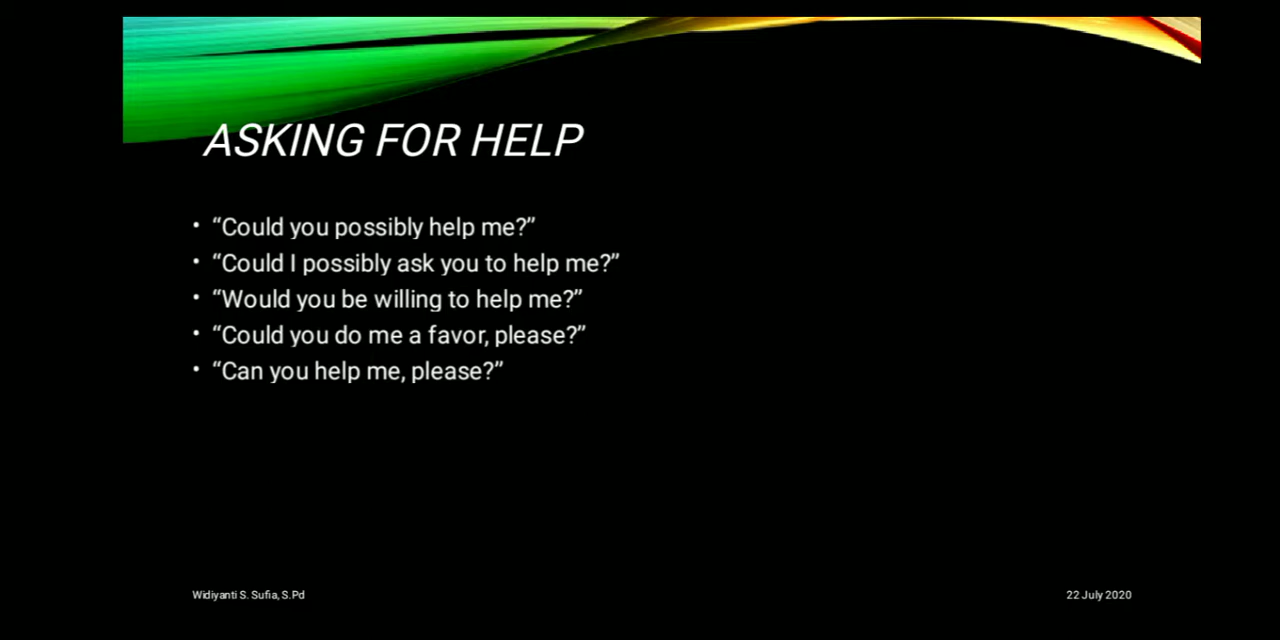 ASKING FOR HELP
• “Could you possibly help me?”
• “Could I possibly ask you to help me?”
• “Would you be willing to help me?”
• “Could you do me a favor, please?”
• “Can you help me, please?”
Widiyanti S. Sufia, S.Pd
22 July 2020